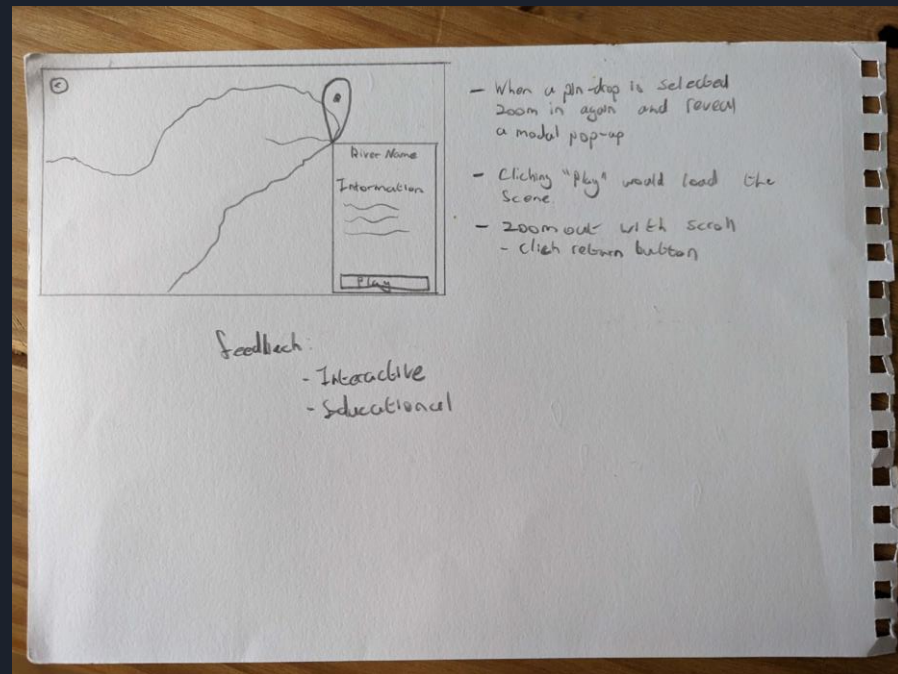 <
River Name
Information
Play
- When a pin-drop is selected
zoom in again and reveal
a modal pop-up
- Clicking "Play" would load the
Scene.
- zoom out with scroll
- click return button
feedback:
- Interactive
- Educational